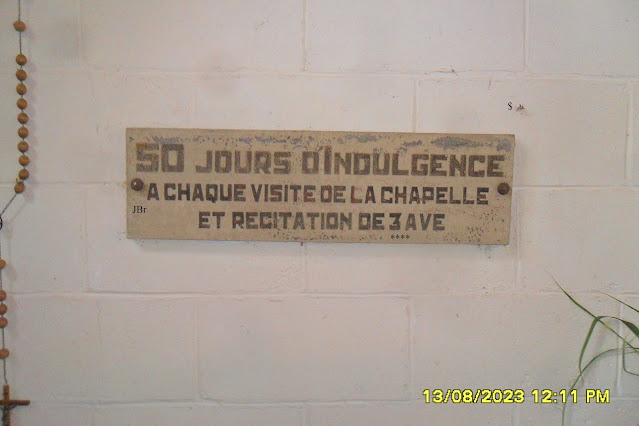 $
50 JOURS D'INDULGENCE
A CHAQUE VISITE DE LA CHAPELLE
JBr
ET RECITATION DE 3 AVE
****
13/08/2023 12:11 PM